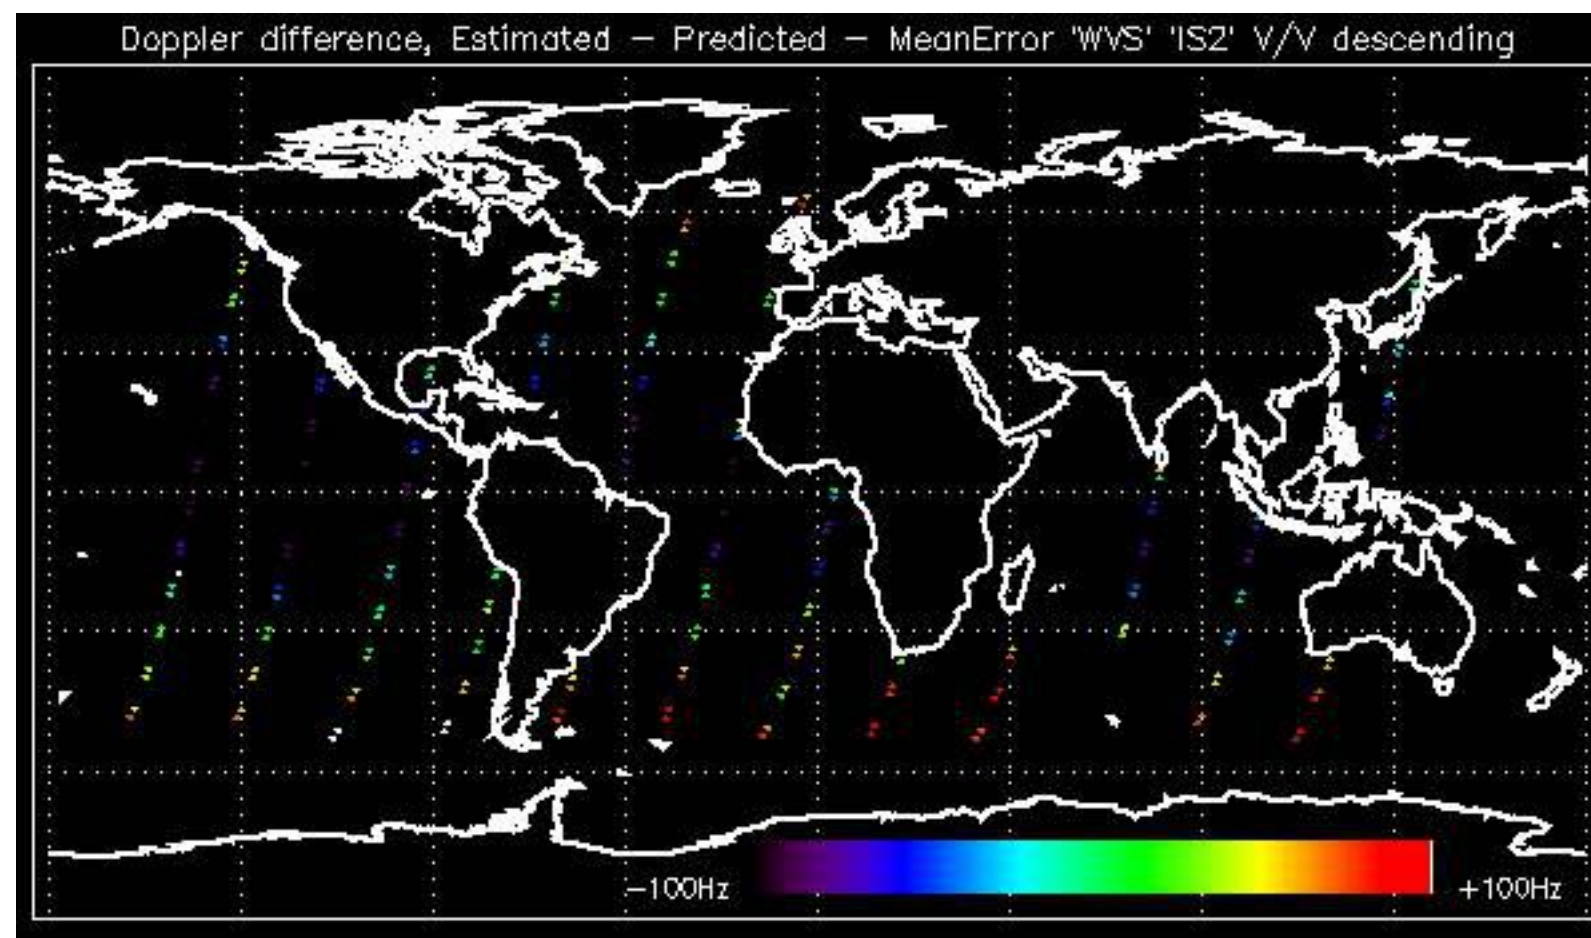 Doppler difference, Estimated – Predicted – MeanError 'WVS' 'IS2' V/V descending
–100Hz
+100Hz